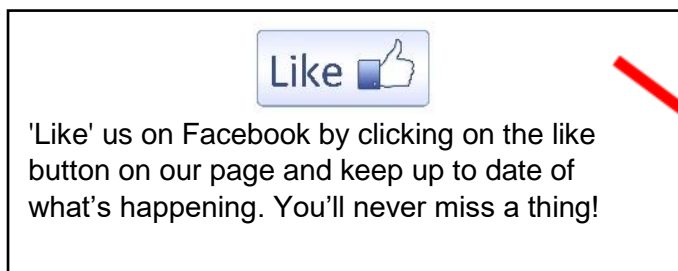 Like
'Like' us on Facebook by clicking on the like
button on our page and keep up to date of
what’s happening. You’ll never miss a thing!